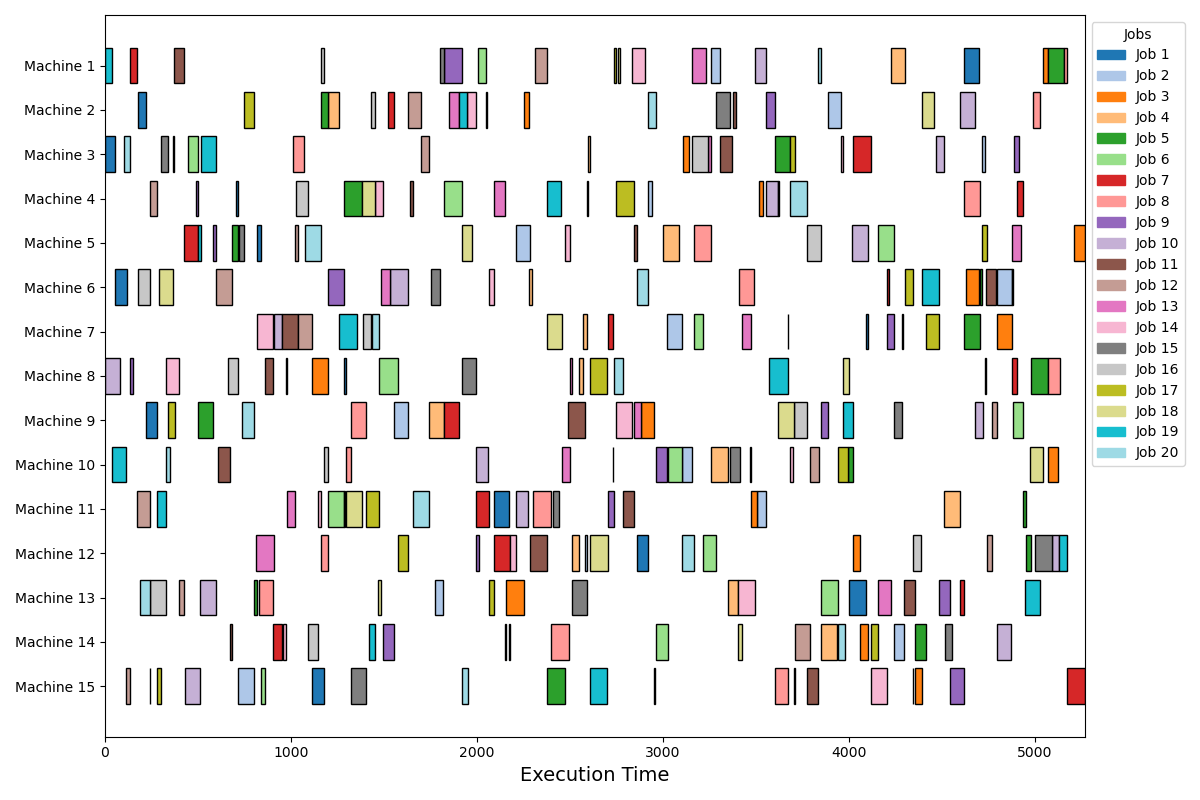 Machine 1
Machine 2
Machine 3
Machine 4
Machine 5
Machine 6
Machine 7
Machine 8
Machine 9
Machine 10
Machine 11
Machine 12
Machine 13
Machine 14
Machine 15
0 1000 2000 3000 4000 5000
Execution Time
Jobs
Job 1
Job 2
Job 3
Job 4
Job 5
Job 6
Job 7
Job 8
Job 9
Job 10
Job 11
Job 12
Job 13
Job 14
Job 15
Job 16
Job 17
Job 18
Job 19
Job 20